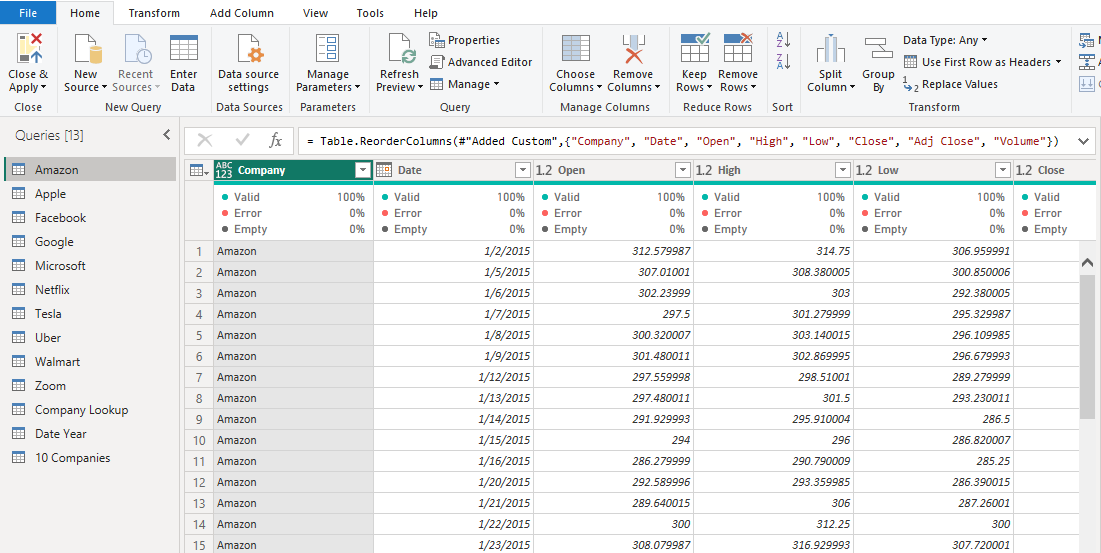 File Home Transform Add Column View Tools Help
Close & Apply New Source Recent Sources Enter Data Data source settings Manage Parameters Refresh Preview Properties Advanced Editor Manage Choose Columns Remove Columns Keep Rows Remove Rows Split Column Group By Data Type: Any Use First Row as Headers Replace Values
Close New Query Data Sources Parameters Query Manage Columns Reduce Rows Sort Transform
Queries [13]
= Table.ReorderColumns(#"Added Custom",{"Company", "Date", "Open", "High", "Low", "Close", "Adj Close", "Volume"})
Amazon
Apple
Facebook
Google
Microsoft
Netflix
Tesla
Uber
Walmart
Zoom
Company Lookup
Date Year
10 Companies
ABC 123 Company Date 1.2 Open 1.2 High 1.2 Low 1.2 Close
Valid 100% Valid 100% Valid 100% Valid 100% Valid 100% Valid
Error 0% Error 0% Error 0% Error 0% Error 0% Error
Empty 0% Empty 0% Empty 0% Empty 0% Empty 0% Empty
1 Amazon 1/2/2015 312.579987 314.75 306.959991
2 Amazon 1/5/2015 307.01001 308.380005 300.850006
3 Amazon 1/6/2015 302.23999 303 292.380005
4 Amazon 1/7/2015 297.5 301.279999 295.329987
5 Amazon 1/8/2015 300.320007 303.140015 296.109985
6 Amazon 1/9/2015 301.480011 302.869995 296.679993
7 Amazon 1/12/2015 297.559998 298.51001 289.279999
8 Amazon 1/13/2015 297.480011 301.5 293.230011
9 Amazon 1/14/2015 291.929993 295.910004 286.5
10 Amazon 1/15/2015 294 296 286.820007
11 Amazon 1/16/2015 286.279999 290.790009 285.25
12 Amazon 1/20/2015 292.589996 293.359985 286.390015
13 Amazon 1/21/2015 289.640015 306 287.26001
14 Amazon 1/22/2015 300 312.25 300
15 Amazon 1/23/2015 308.079987 316.929993 307.720001